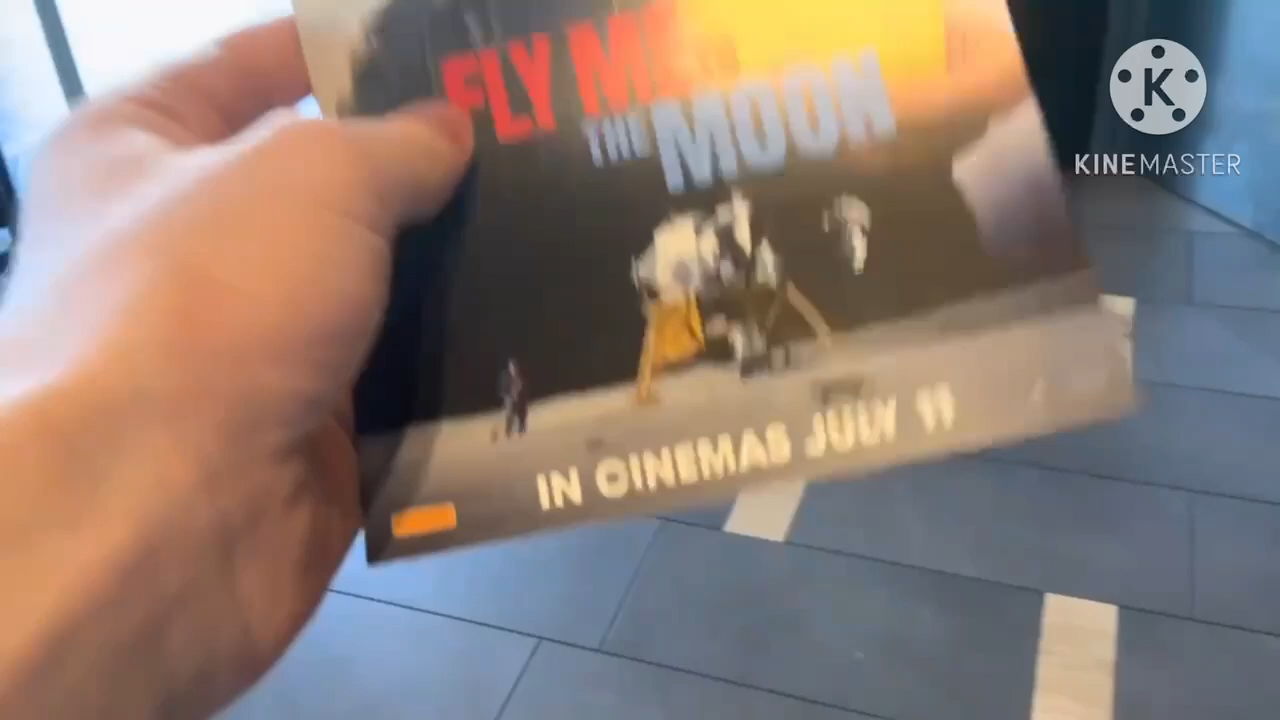 FLY ME
THE MOON
IN CINEMAS JULY 11
K
KINEMASTER